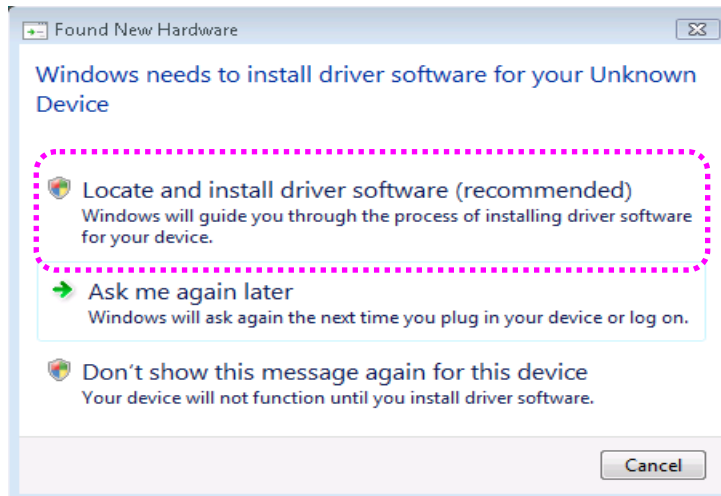 Found New Hardware
Windows needs to install driver software for your Unknown
Device
Locate and install driver software (recommended)
Windows will guide you through the process of installing driver software
for your device.
Ask me again later
Windows will ask again the next time you plug in your device or log on.
Don't show this message again for this device
Your device will not function until you install driver software.
Cancel